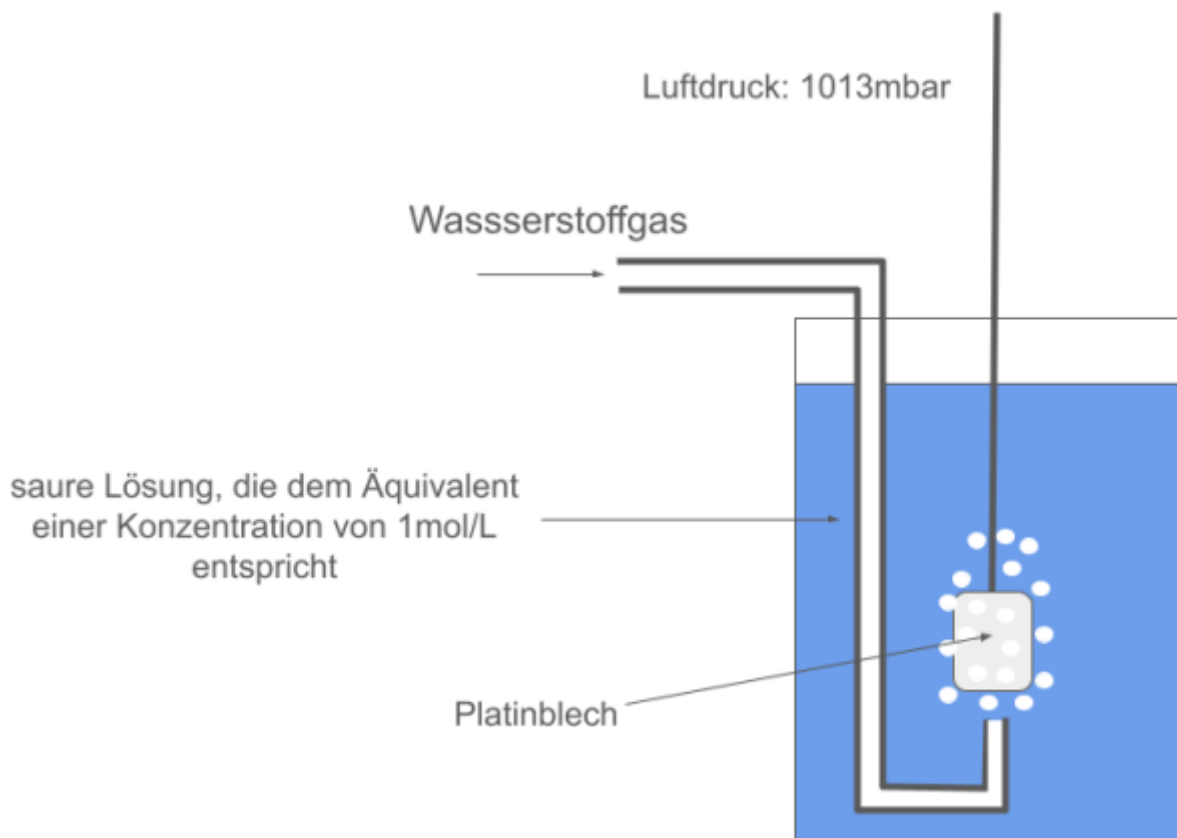 Luftdruck: 1013mbar
Wassserstoffgas
saure Lösung, die dem Äquivalent
einer Konzentration von 1mol/L
entspricht
Platinblech